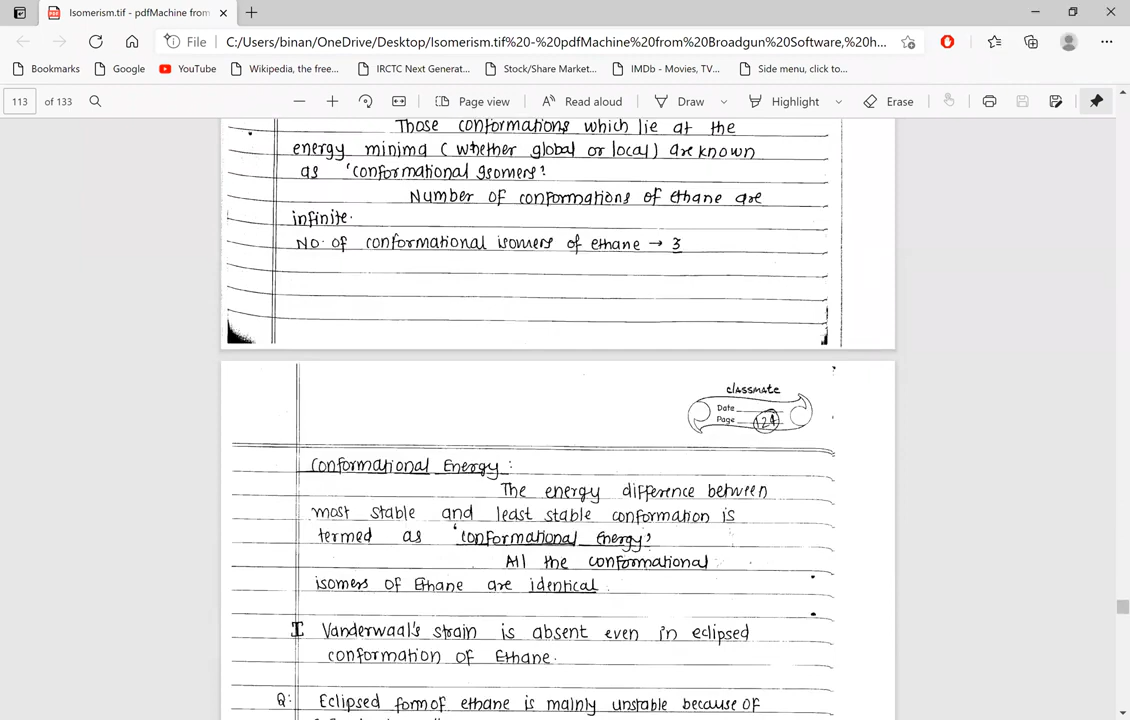 Isomerism.tif - pdfMachine from
File
C:/Users/binan/OneDrive/Desktop/Isomerism.tif%20-%20pdfMachine%20from%20Broadgun%20Software,%20h...
Bookmarks Google YouTube Wikipedia, the free... IRCTC Next Generat... Stock/Share Market... IMDb - Movies, TV... Side menu, click to...
113 of 133 Page view Read aloud Draw Highlight Erase
Those conformations which lie at the
energy minima (whether global or local) are known
as 'conformational Isomers'.
Number of conformations of ethane are
infinite.
No. of conformational isomers of ethane → 3
classmate
Date
Page 124
Conformational Energy:
The energy difference between
most stable and least stable conformation is
termed as 'conformational Energy'.
All the conformational
isomers of Ethane are identical.
Vanderwaal's strain is absent even in eclipsed
conformation of Ethane.
Q: Eclipsed form of ethane is mainly unstable because of